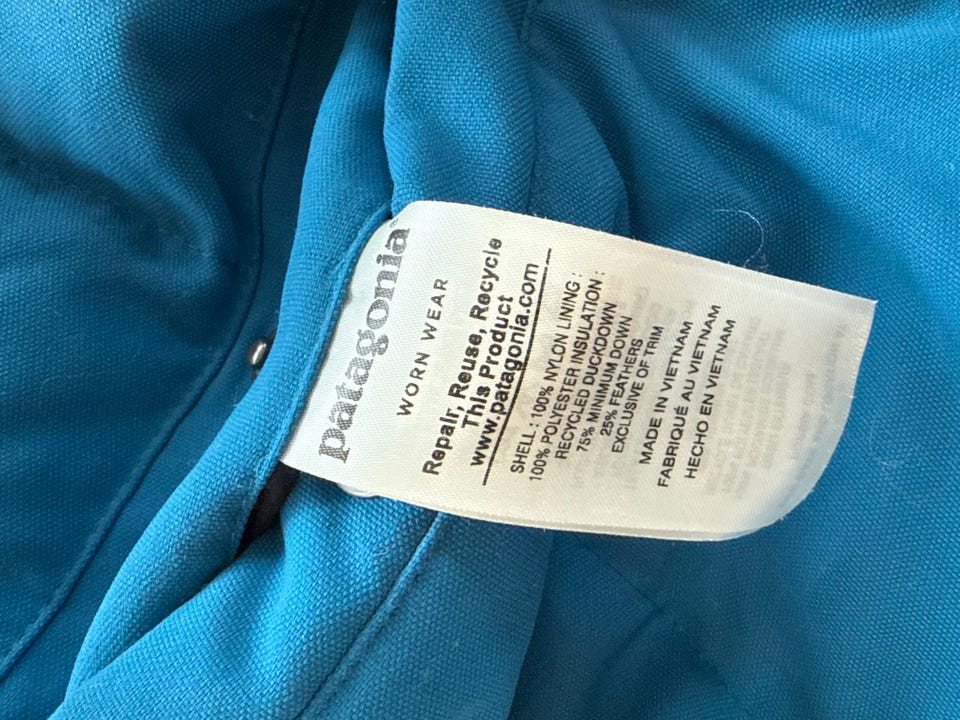 patagonia®
WORN WEAR
Repair, Reuse, Recycle
This Product
www.patagonia.com
SHELL : 100% NYLON LINING :
100% POLYESTER INSULATION :
RECYCLED DUCKDOWN
75% MINIMUM DOWN
25% FEATHERS
EXCLUSIVE OF TRIM
MADE IN VIETNAM
FABRIQUÉ AU VIETNAM
HECHO EN VIETNAM